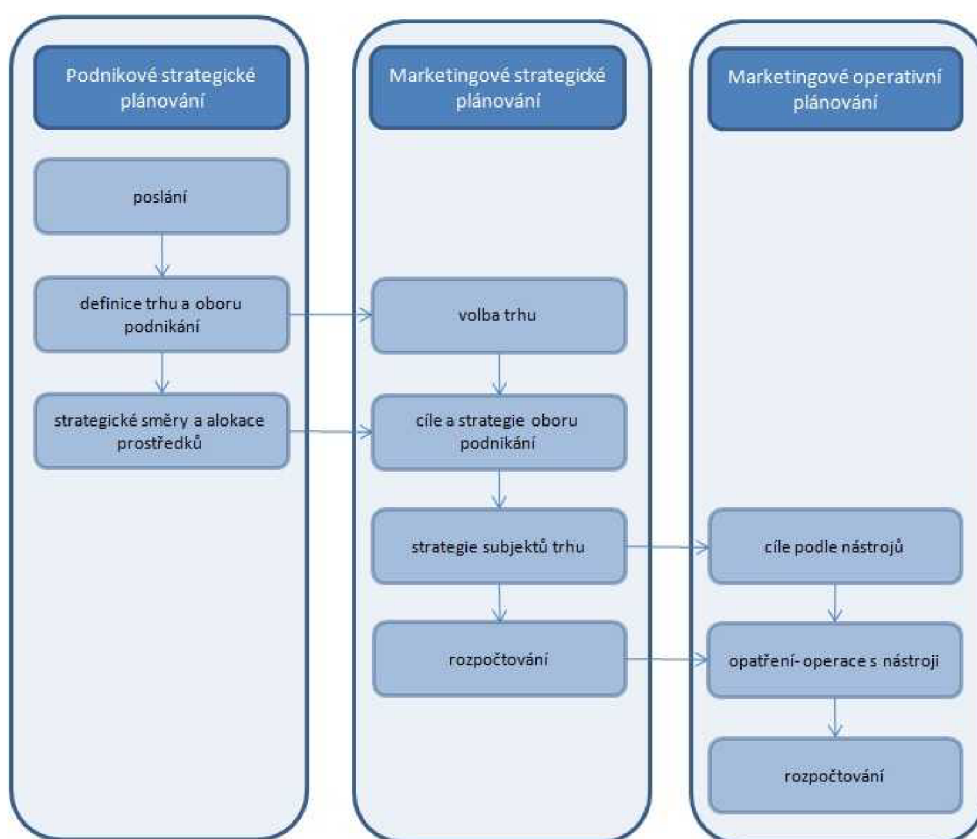 Podnikové strategické
plánování
poslání
definice trhu a oboru
podnikání
strategické směry a alokace
prostředků
Marketingové strategické
plánování
volba trhu
cíle a strategie oboru
podnikání
strategie subjektů trhu
rozpočtování
Marketingové operativní
plánování
cíle podle nástrojů
opatření- operace s nástroji
rozpočtování